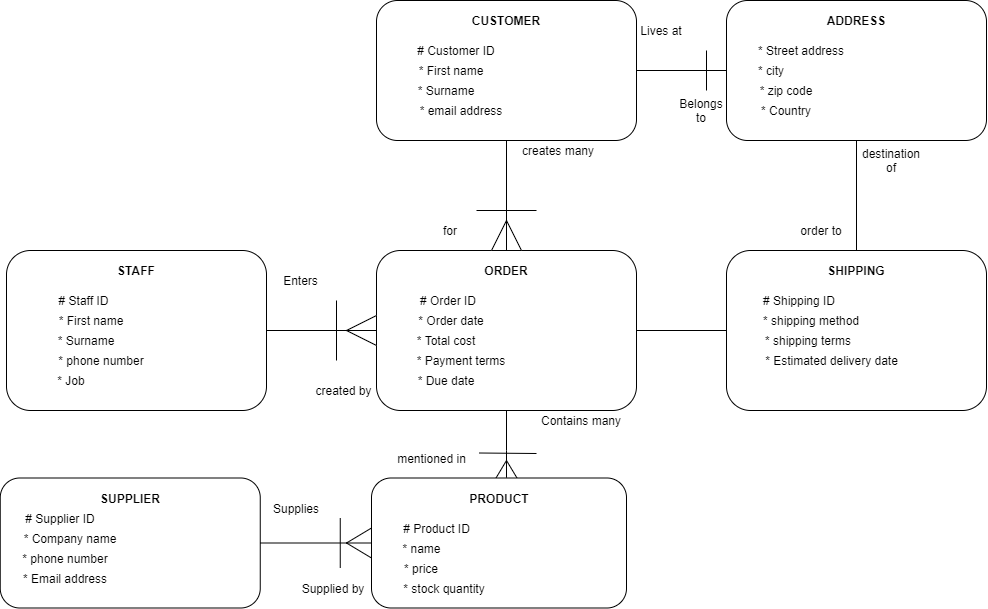 CUSTOMER
# Customer ID
* First name
* Surname
* email address
Lives at
Belongs
to
ADDRESS
* Street address
* city
* zip code
* Country
creates many
for
destination
of
order to
STAFF
# Staff ID
* First name
* Surname
* phone number
* Job
Enters
created by
ORDER
# Order ID
* Order date
* Total cost
* Payment terms
* Due date
SHIPPING
# Shipping ID
* shipping method
* shipping terms
* Estimated delivery date
Contains many
mentioned in
SUPPLIER
# Supplier ID
* Company name
* phone number
* Email address
Supplies
Supplied by
PRODUCT
# Product ID
* name
* price
* stock quantity